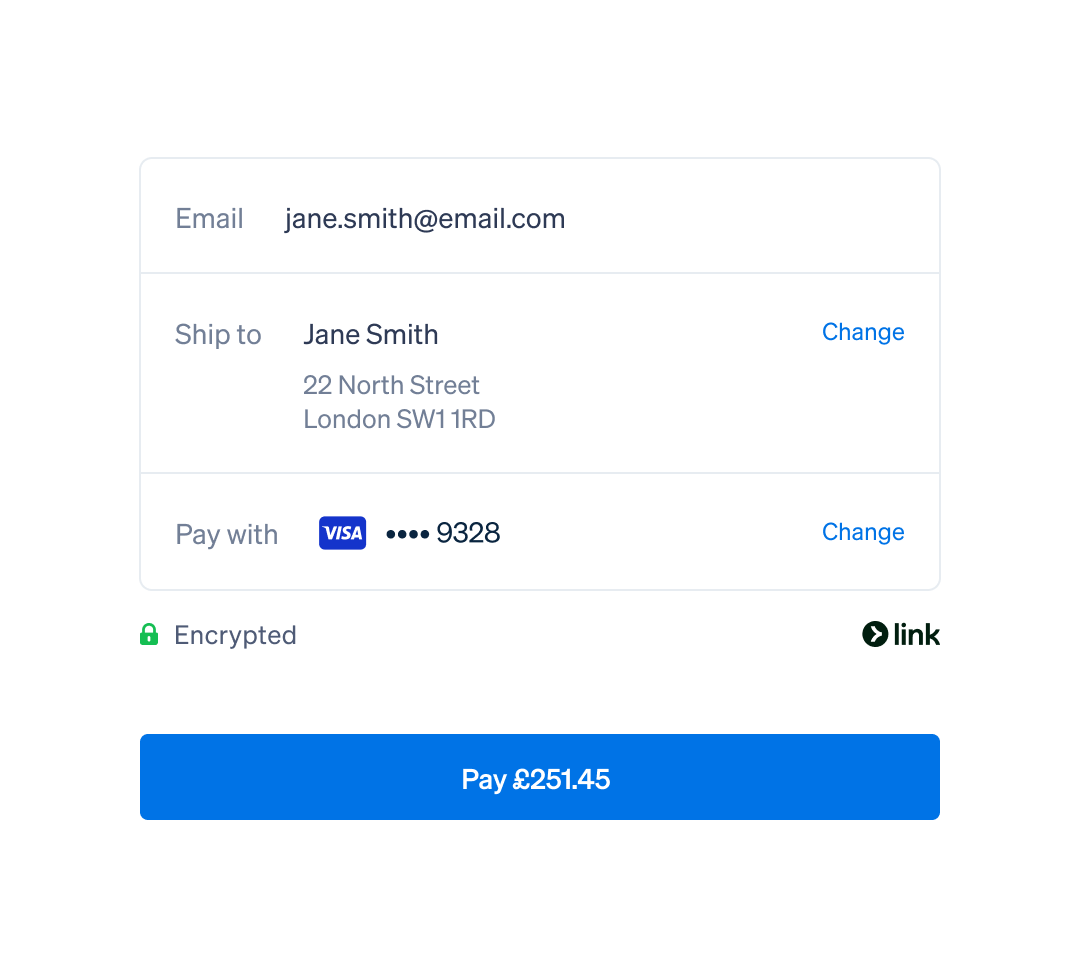 Email jane.smith@email.com
Ship to Jane Smith Change
22 North Street
London SW1 1RD
Pay with VISA •••• 9328 Change
Encrypted link
Pay £251.45